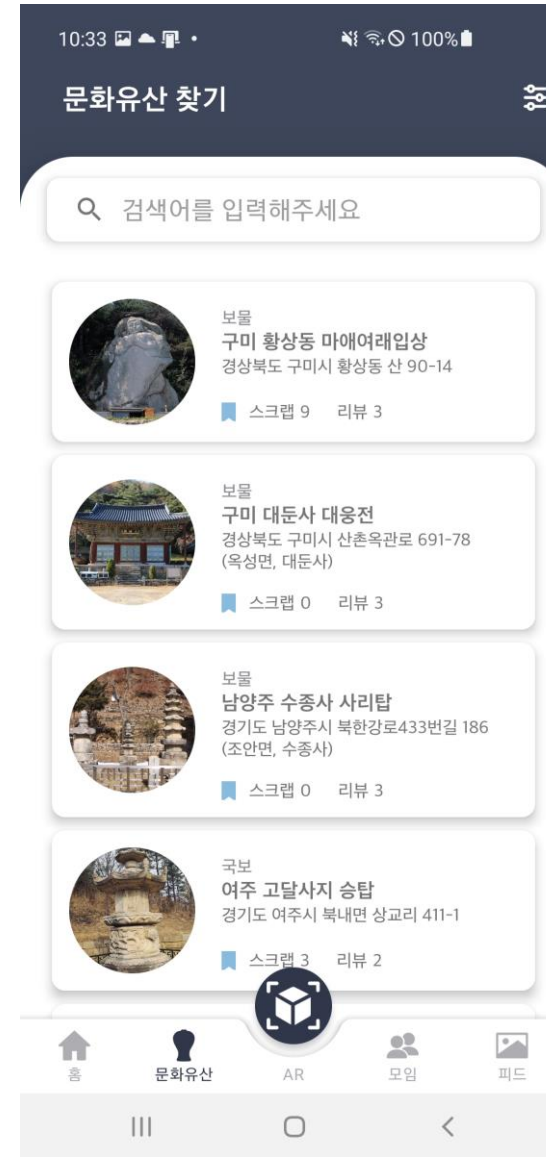 10:33 100%
문화유산 찾기
검색어를 입력해주세요
보물
구미 황상동 마애여래입상
경상북도 구미시 황상동 산 90-14
스크랩 9 리뷰 3
보물
구미 대둔사 대웅전
경상북도 구미시 산촌옥관로 691-78
(옥성면, 대둔사)
스크랩 0 리뷰 3
보물
남양주 수종사 사리탑
경기도 남양주시 북한강로433번길 186
(조안면, 수종사)
스크랩 0 리뷰 3
국보
여주 고달사지 승탑
경기도 여주시 북내면 상교리 411-1
스크랩 3 리뷰 2
홈 문화유산 AR 모임 피드